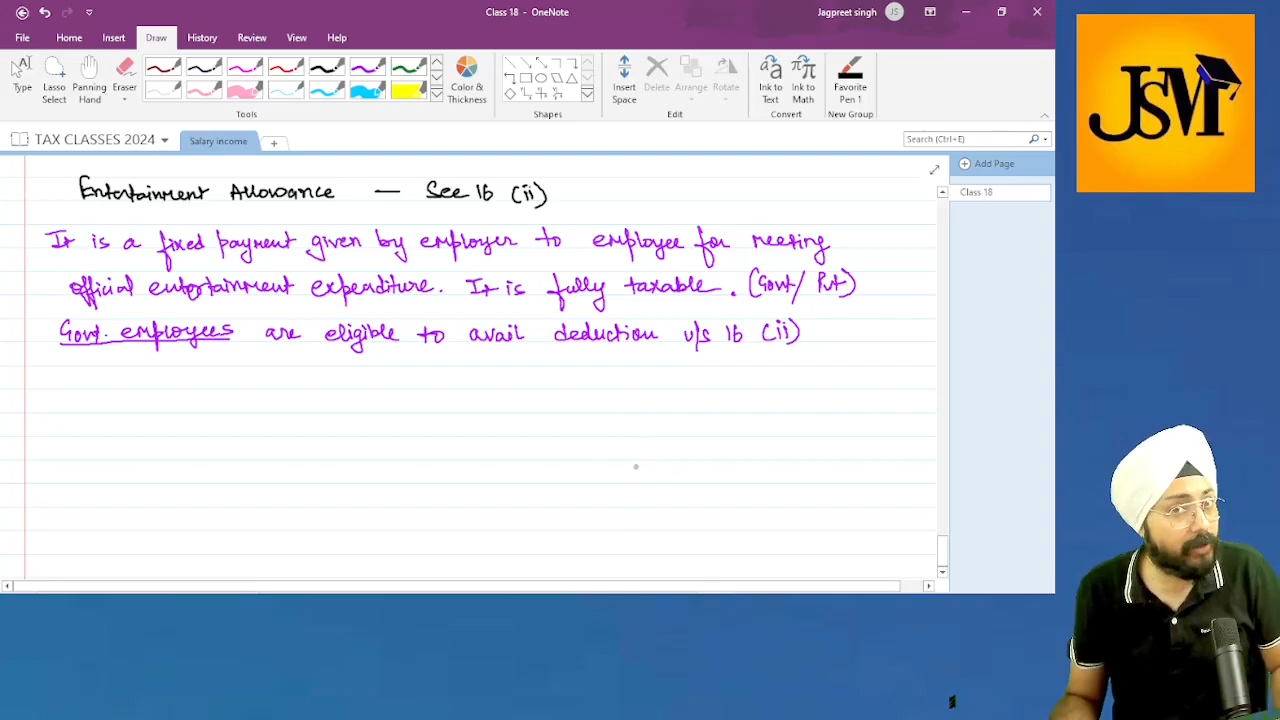 Class 18 - OneNote
Jagpreet singh
JS
File Home Insert Draw History Review View Help
Type
Lasso Select
Panning Hand
Eraser
Color & Thickness
Insert Space
Delete
Arrange
Rotate
Ink to Text
Ink to Math
Favorite Pen 1
Tools
Shapes
Edit
Convert
New Group
TAX CLASSES 2024
Salary income
Search (Ctrl+E)
Add Page
Class 18
JSM
Entertainment Allowance — Sec 16 (ii)
It is a fixed payment given by employer to employee for meeting
official entertainment expenditure. It is fully taxable. (Govt/ Pvt)
Govt. employees are eligible to avail deduction u/s 16 (ii)